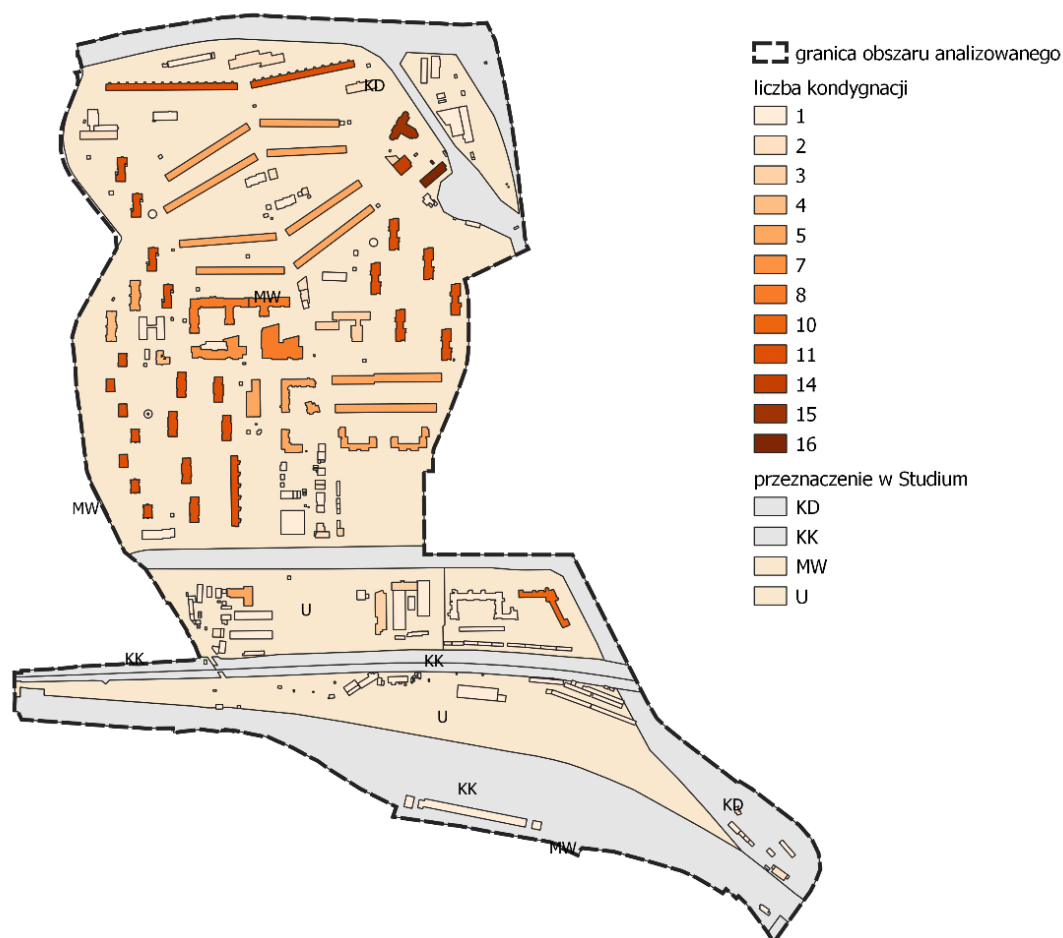 granica obszaru analizowanego
liczba kondygnacji
1
2
3
4
5
7
8
10
11
14
15
16
przeznaczenie w Studium
KD
KK
MW
U
KD
MW
MW
U
KK
KK
U
KK
KD
MW